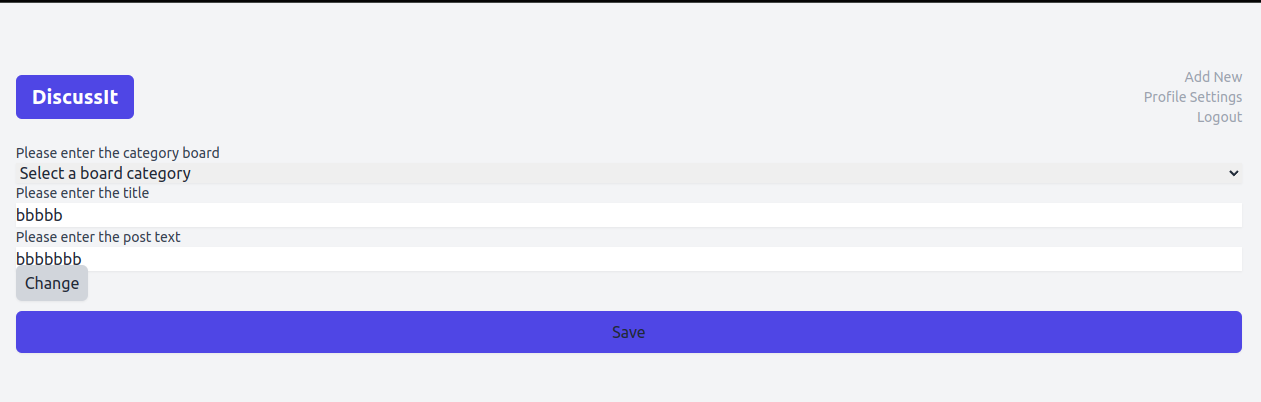 DiscussIt
Add New
Profile Settings
Logout
Please enter the category board
Select a board category
Please enter the title
bbbbb
Please enter the post text
bbbbbbb
Change
Save